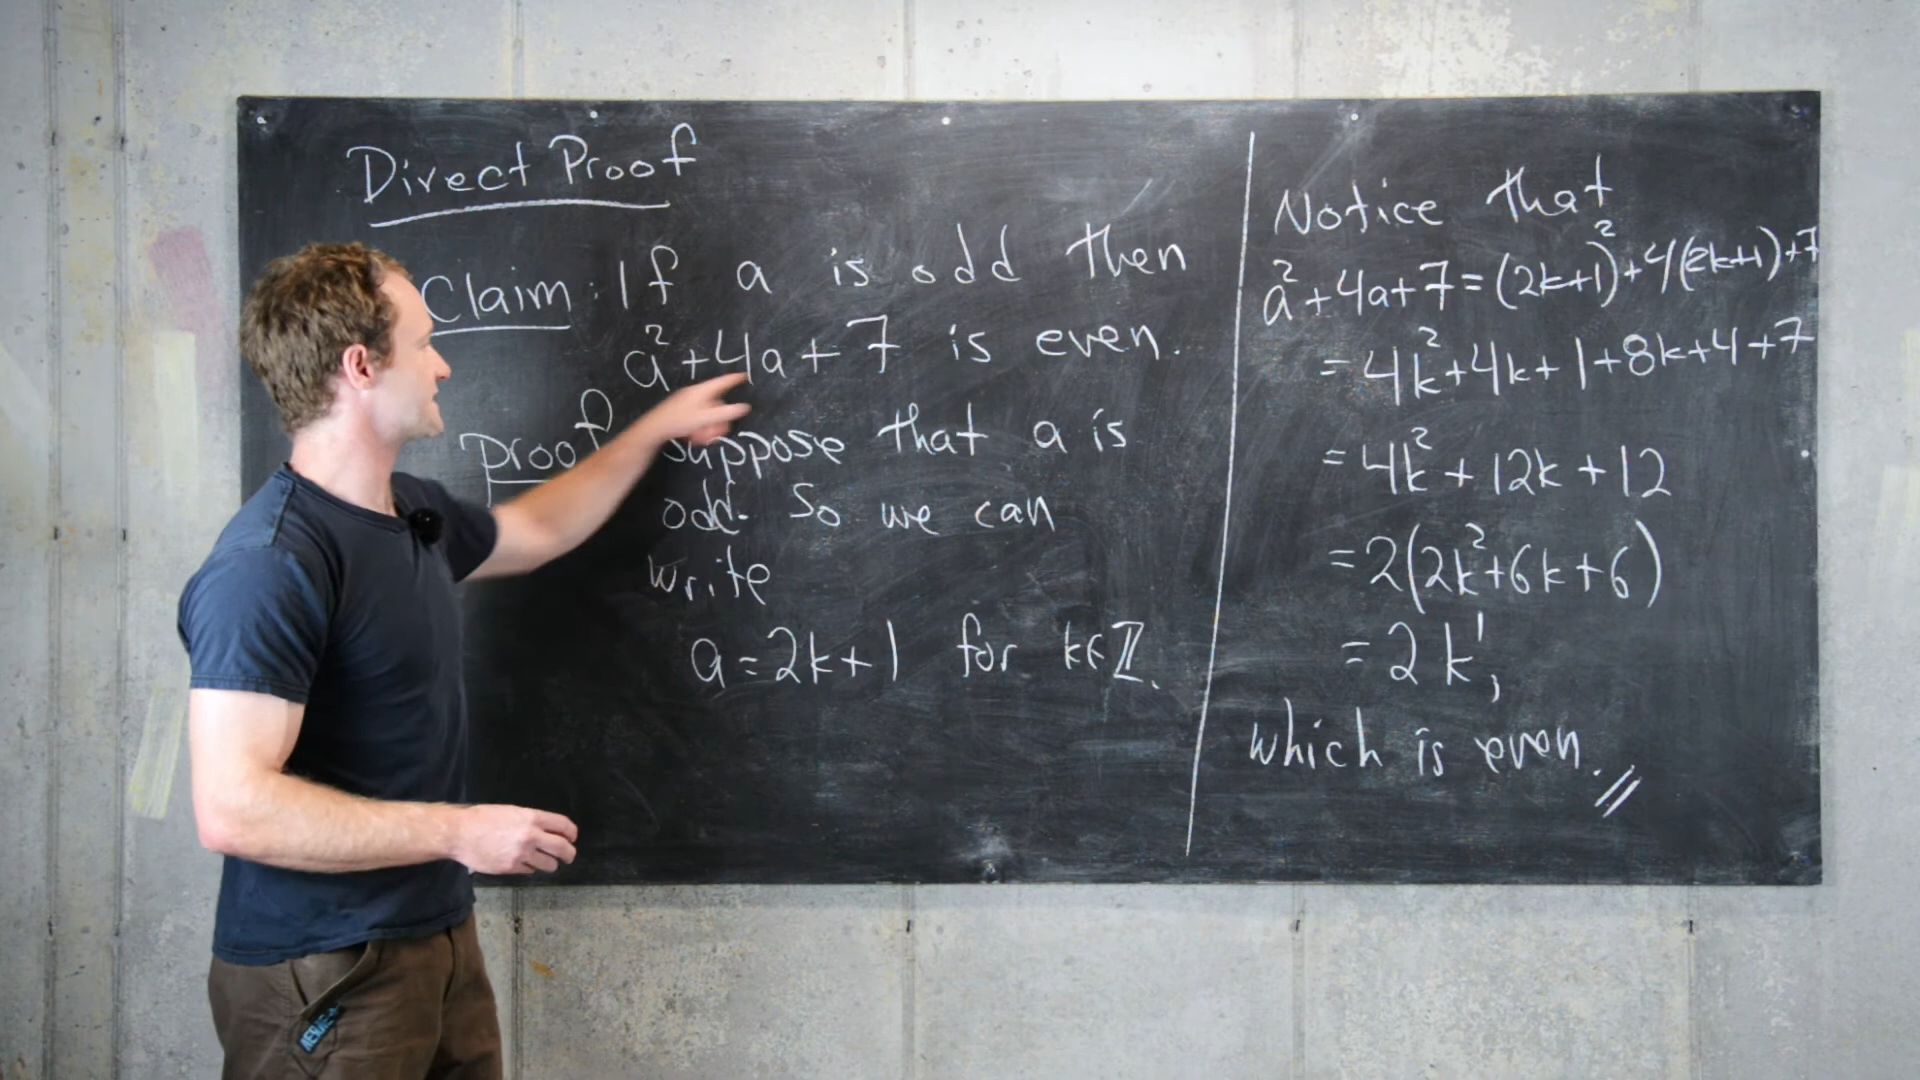 Direct Proof
Claim: If a is odd then
a²+4a+7 is even.
proof suppose that a is
odd. So we can
write
a=2k+1 for k∈ℤ.
Notice that
a²+4a+7=(2k+1)²+4(2k+1)+7
=4k²+4k+1+8k+4+7
=4k²+12k+12
=2(2k²+6k+6)
=2k',
which is even.//